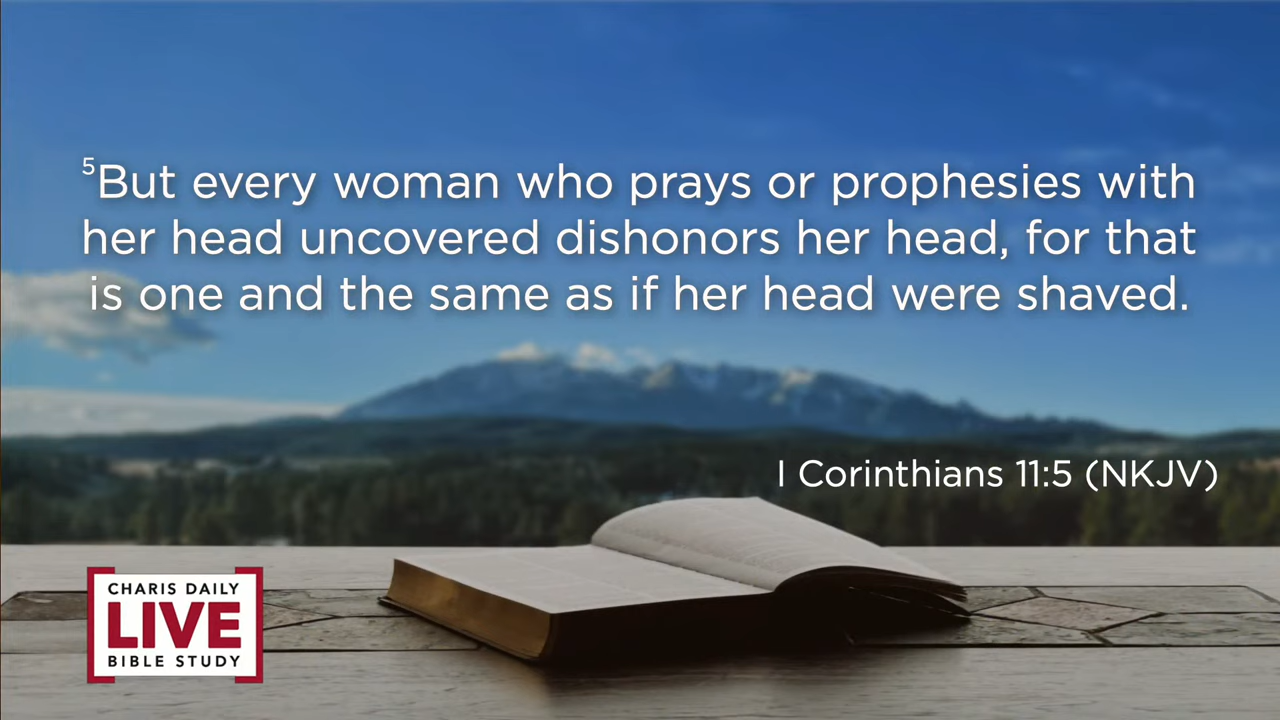 ⁵But every woman who prays or prophesies with
her head uncovered dishonors her head, for that
is one and the same as if her head were shaved.
I Corinthians 11:5 (NKJV)
CHARIS DAILY
LIVE
BIBLE STUDY